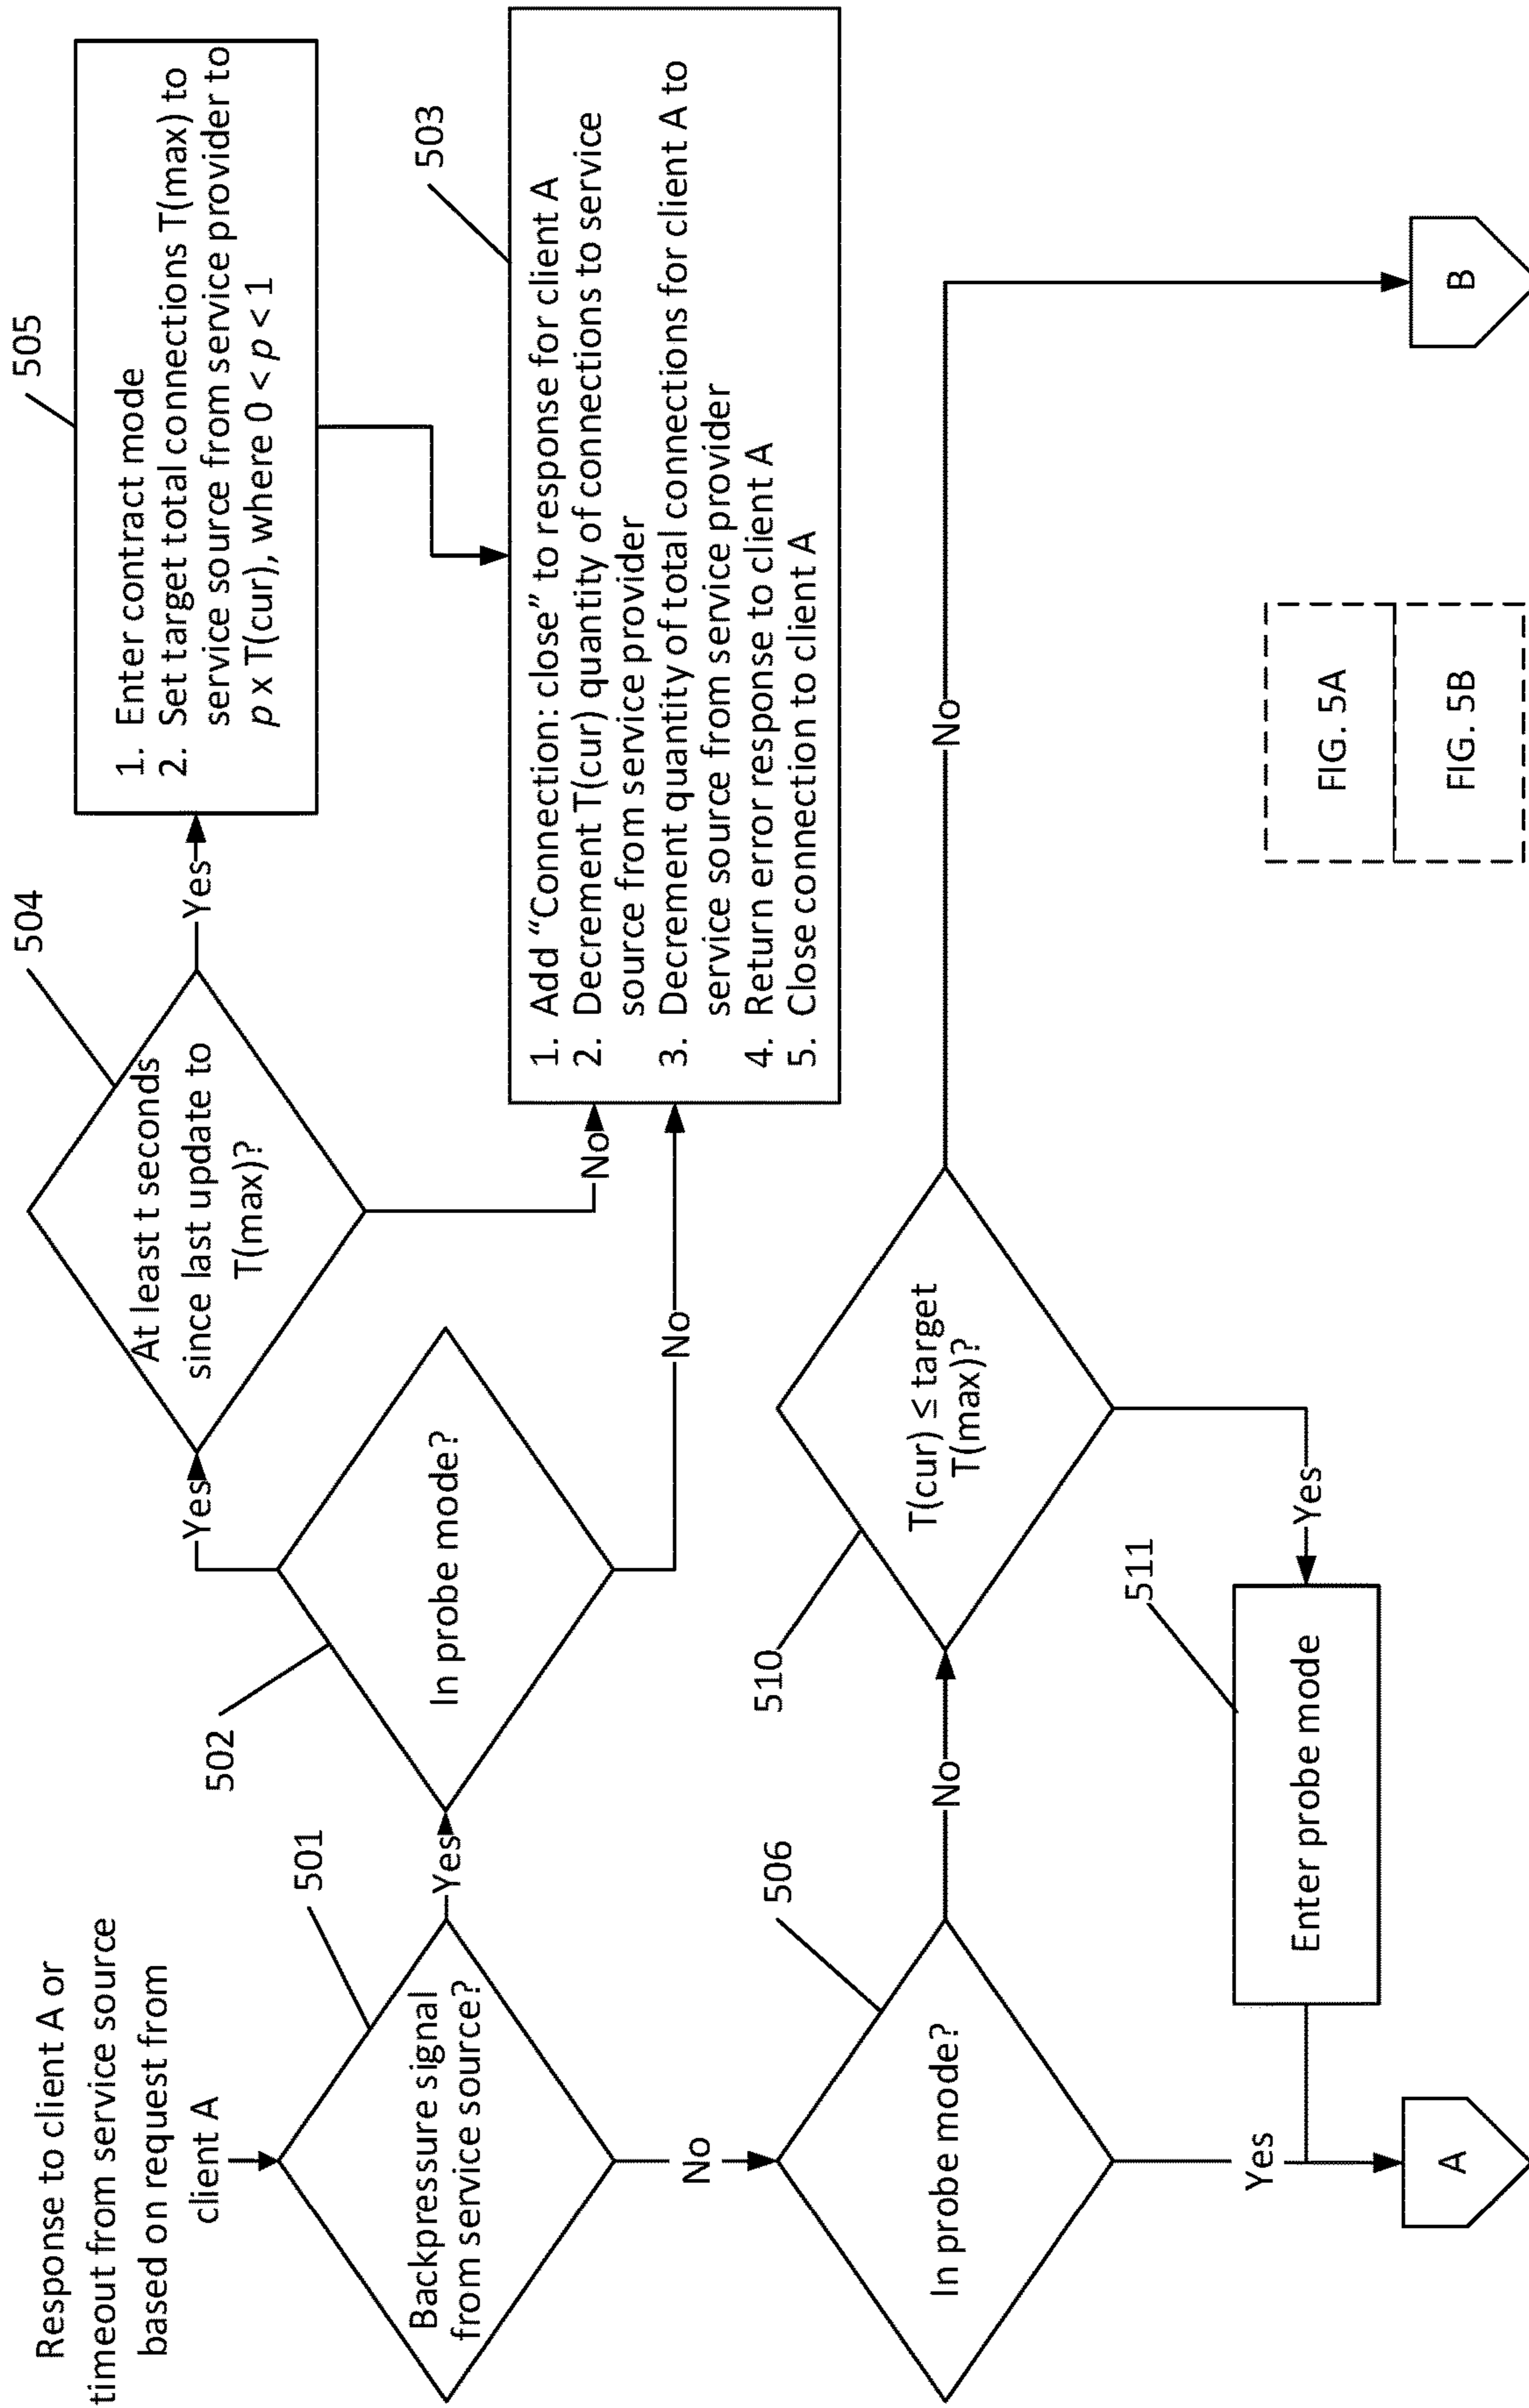 Response to client A or
timeout from service source
based on request from
client A
501
Backpressure signal
from service source?
Yes
No
502
In probe mode?
Yes
No
504
At least t seconds
since last update to
T(max)?
Yes
No
505
1. Enter contract mode
2. Set target total connections T(max) to
service source from service provider to
p x T(cur), where 0 < p < 1
503
1. Add “Connection: close” to response for client A
2. Decrement T(cur) quantity of connections to service
source from service provider
3. Decrement quantity of total connections for client A to
service source from service provider
4. Return error response to client A
5. Close connection to client A
506
In probe mode?
No
Yes
510
T(cur) ≤ target
T(max)?
No
Yes
511
Enter probe mode
A
B
FIG. 5A
FIG. 5B